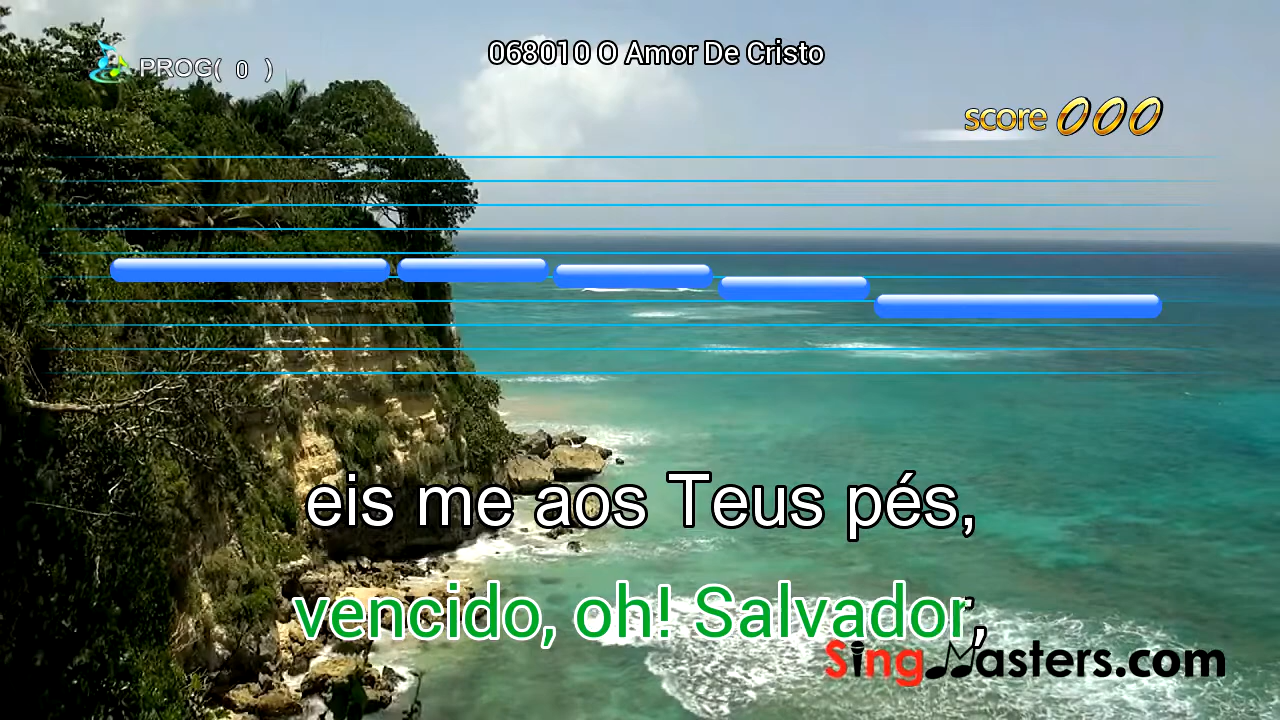 068010 O Amor De Cristo
PROG( 0 )
score 000
eis me aos Teus pés,
vencido, oh! Salvador,
SingMasters.com